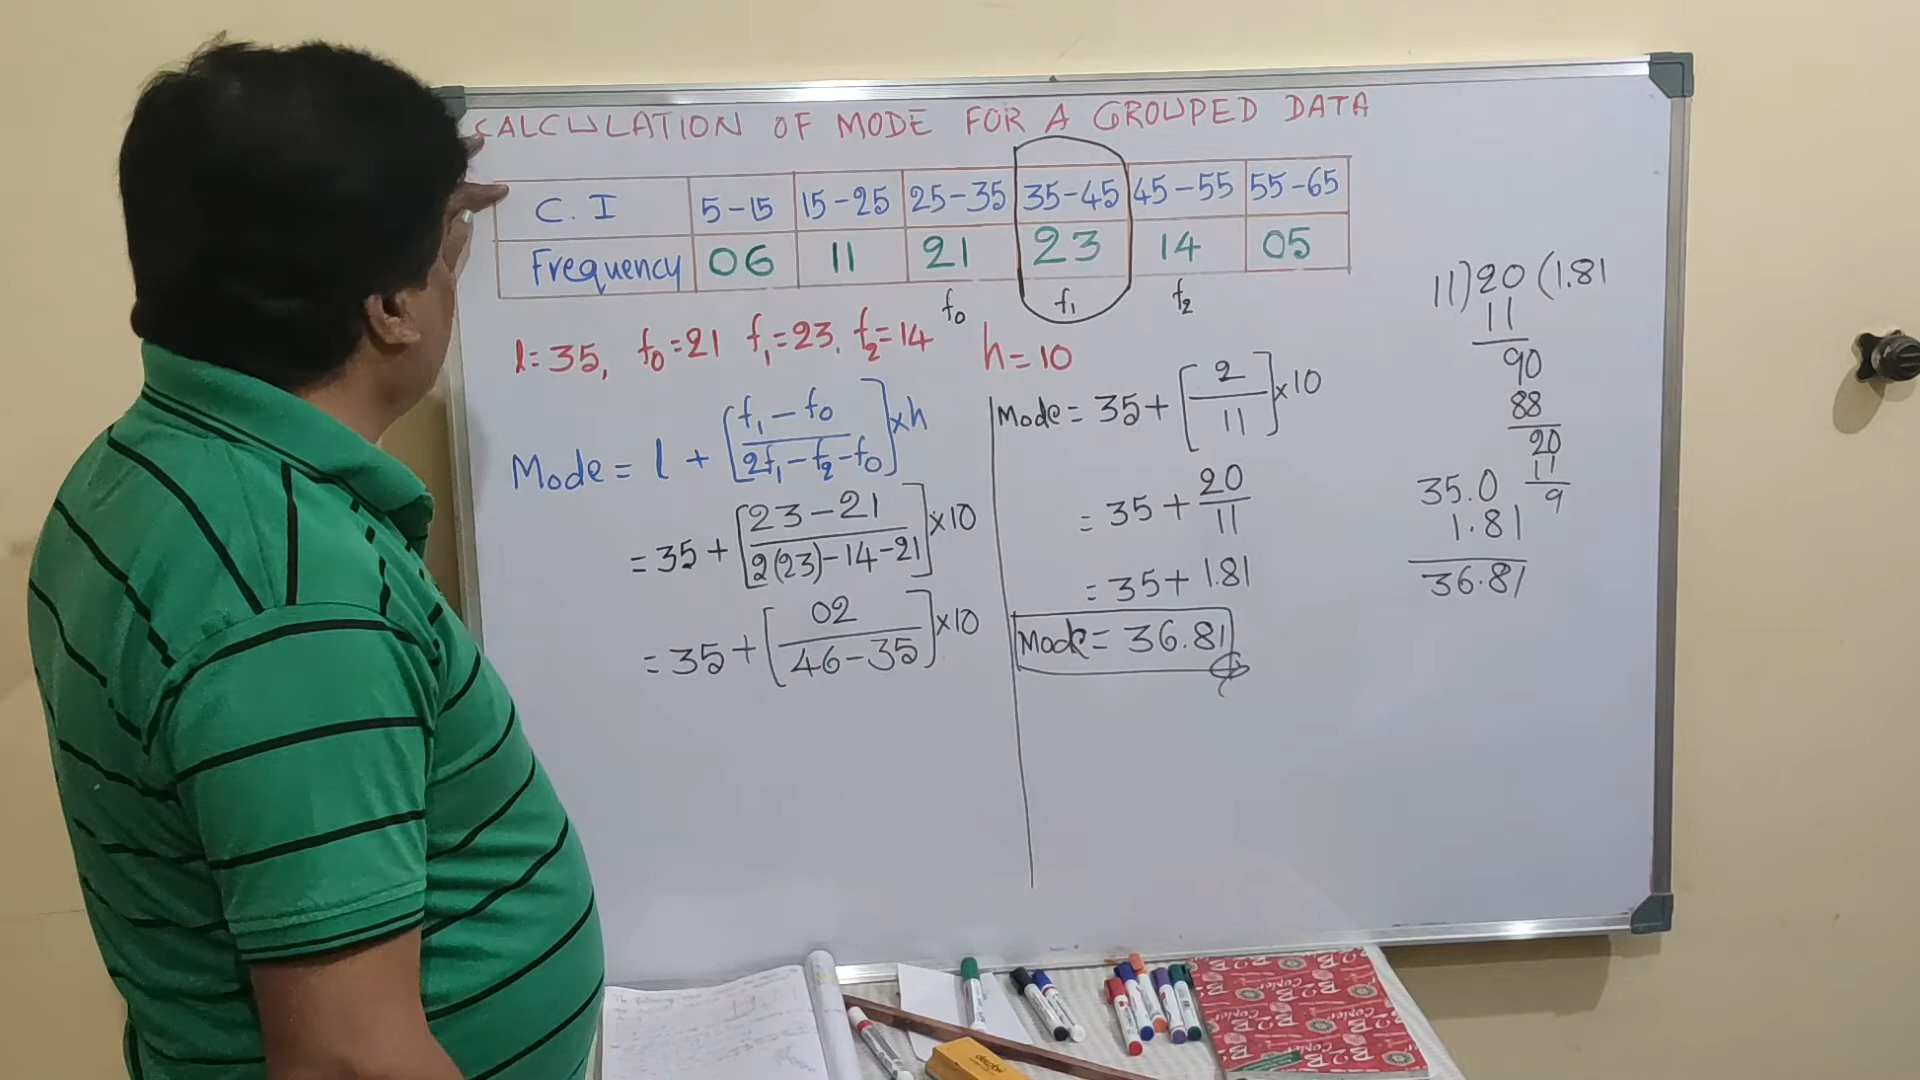 CALCULATION OF MODE FOR A GROUPED DATA
C.I 5-15 15-25 25-35 35-45 45-55 55-65
Frequency 06 11 21 23 14 05
f₀ f₁ f₂
l=35, f₀=21 f₁=23. f₂=14 h=10
Mode = l + [f₁-f₀ / 2f₁-f₂-f₀] ×h
= 35 + [23-21 / 2(23)-14-21] ×10
= 35 + [02 / 46-35] ×10
Mode = 35 + [2 / 11] ×10
= 35 + 20/11
= 35 + 1.81
Mode = 36.81
11)20(1.81
11
90
88
20
11
9
35.0
1.81
36.81